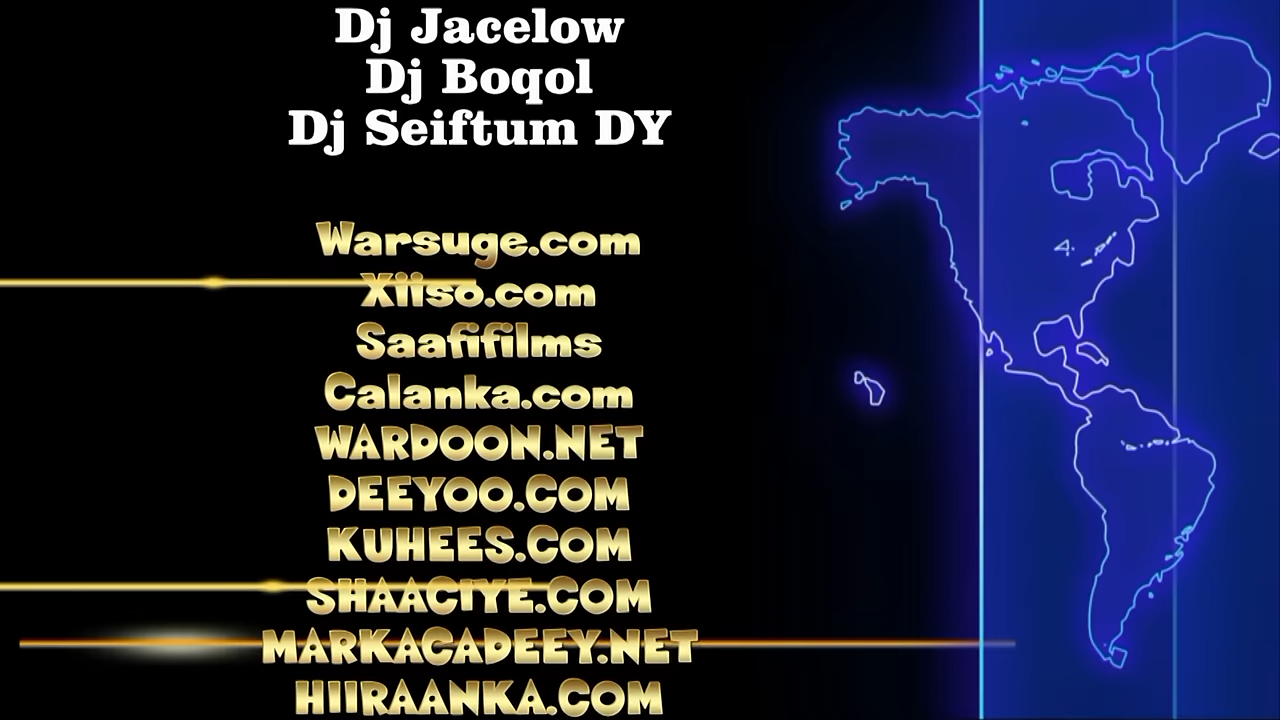 Dj Jacelow
Dj Boqol
Dj Seiftum DY
Warsuge.com
Xiiso.com
Saafifilms
Calanka.com
WARDOON.NET
DEEYOO.COM
KUHEES.COM
SHAACIYE.COM
MARKACADEEY.NET
HIIRAANKA.COM